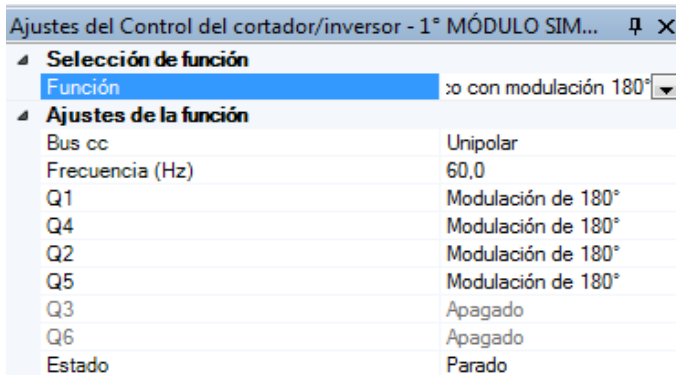 Ajustes del Control del cortador/inversor - 1° MÓDULO SIM...
Selección de función
Función ɔo con modulación 180°
Ajustes de la función
Bus cc Unipolar
Frecuencia (Hz) 60,0
Q1 Modulación de 180°
Q4 Modulación de 180°
Q2 Modulación de 180°
Q5 Modulación de 180°
Q3 Apagado
Q6 Apagado
Estado Parado